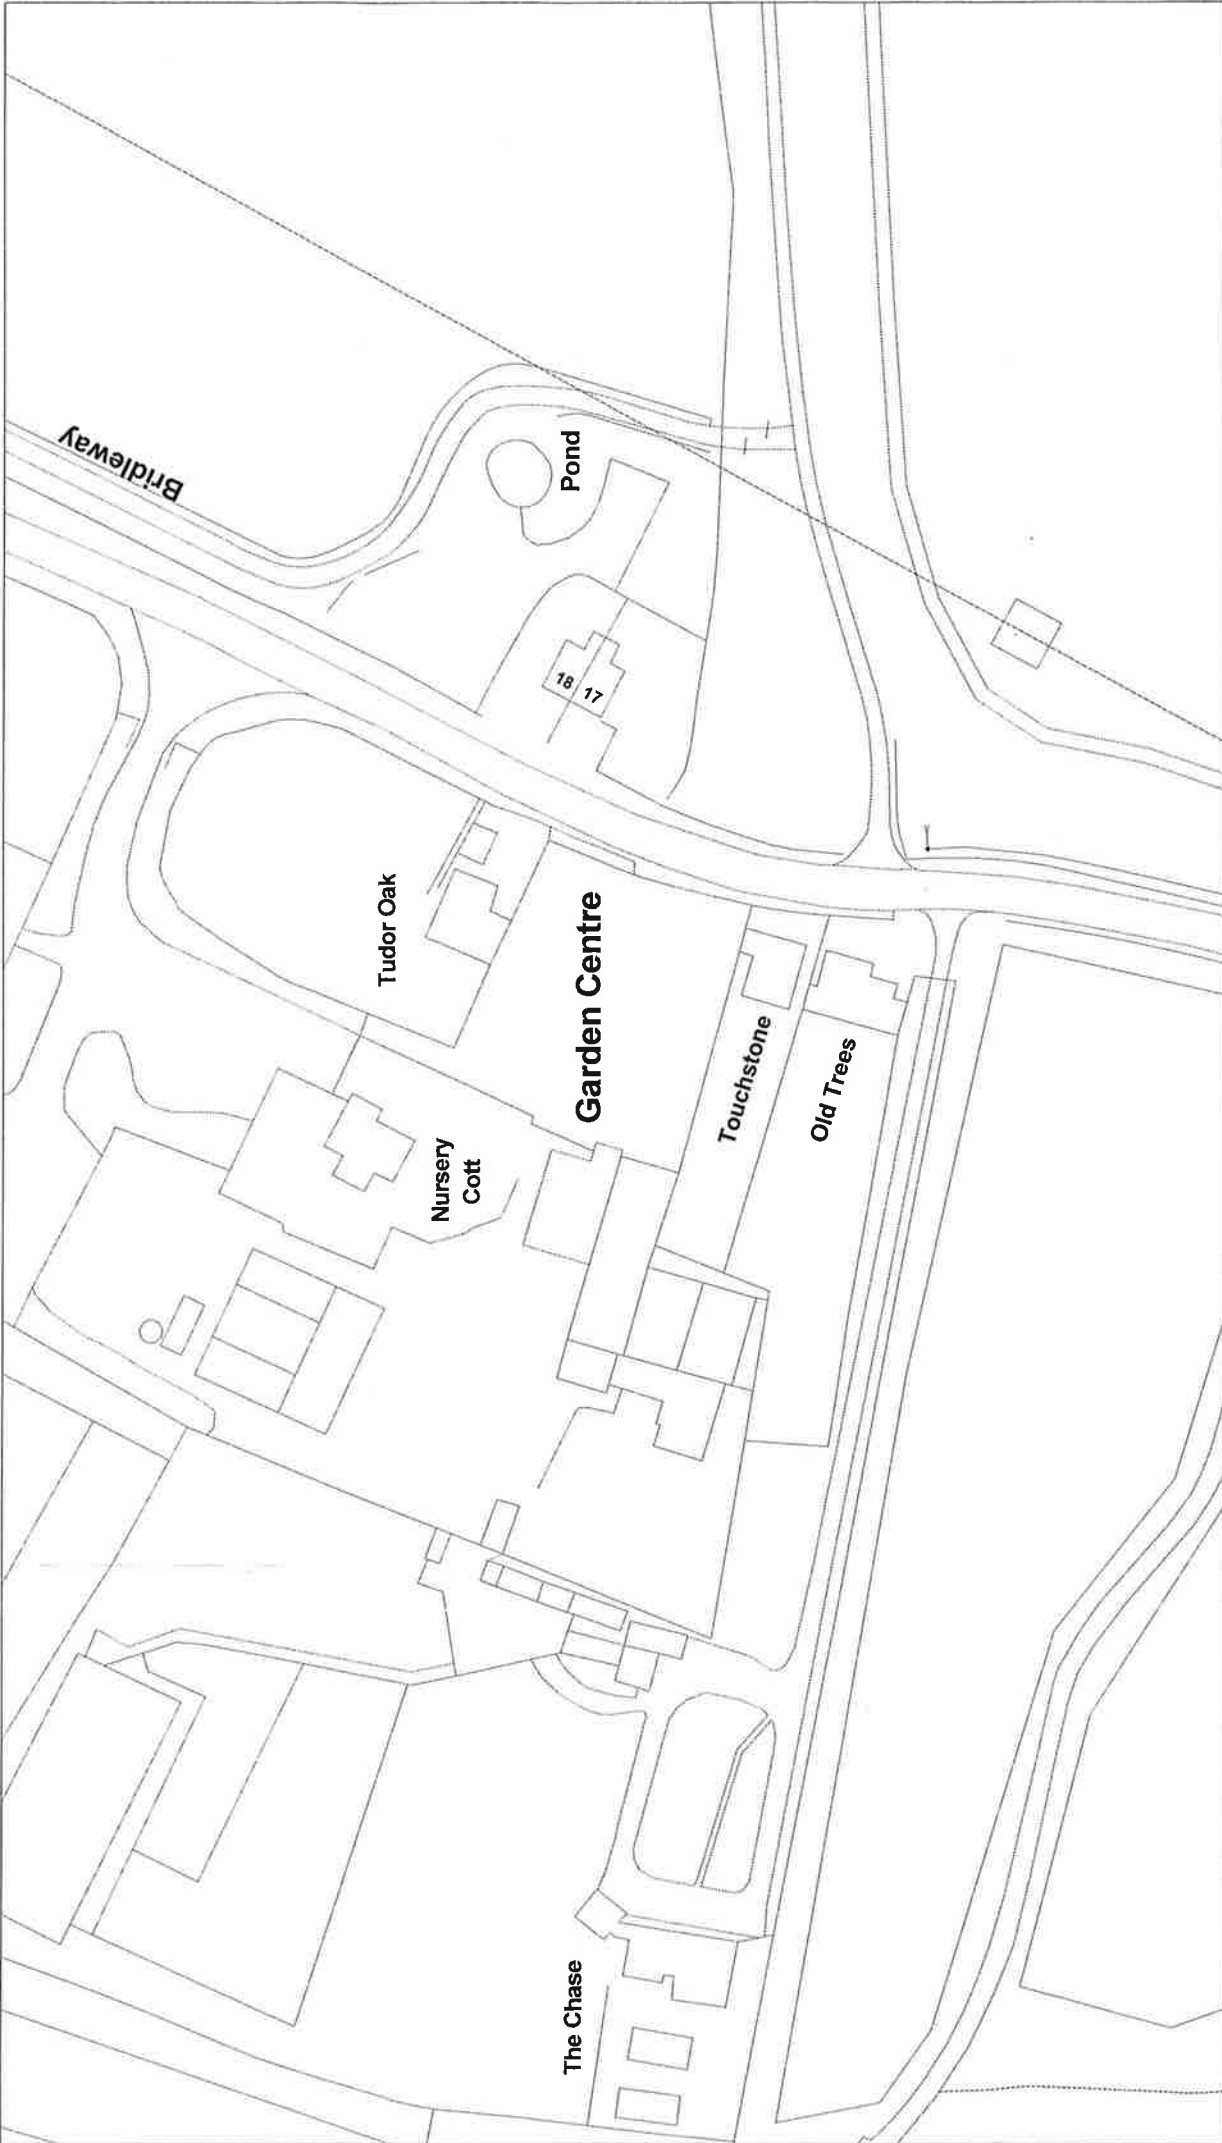 Bridleway
Pond
18
17
Tudor Oak
Garden Centre
Touchstone
Old Trees
Nursery
Cott
The Chase